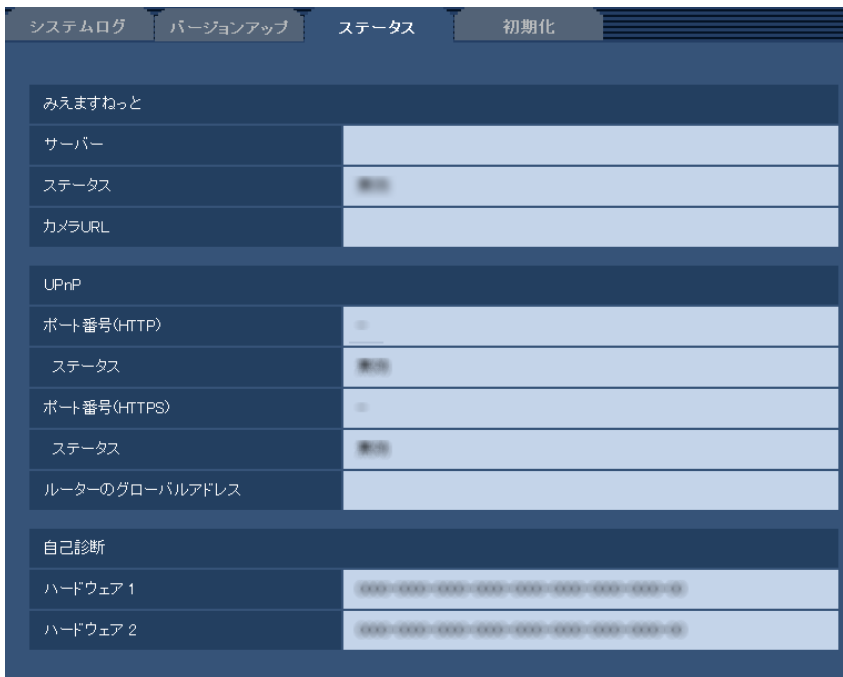 システムログ バージョンアップ ステータス 初期化
みえますねっと
サーバー
ステータス
カメラURL
UPnP
ポート番号(HTTP)
ステータス
ポート番号(HTTPS)
ステータス
ルーターのグローバルアドレス
自己診断
ハードウェア 1
ハードウェア 2